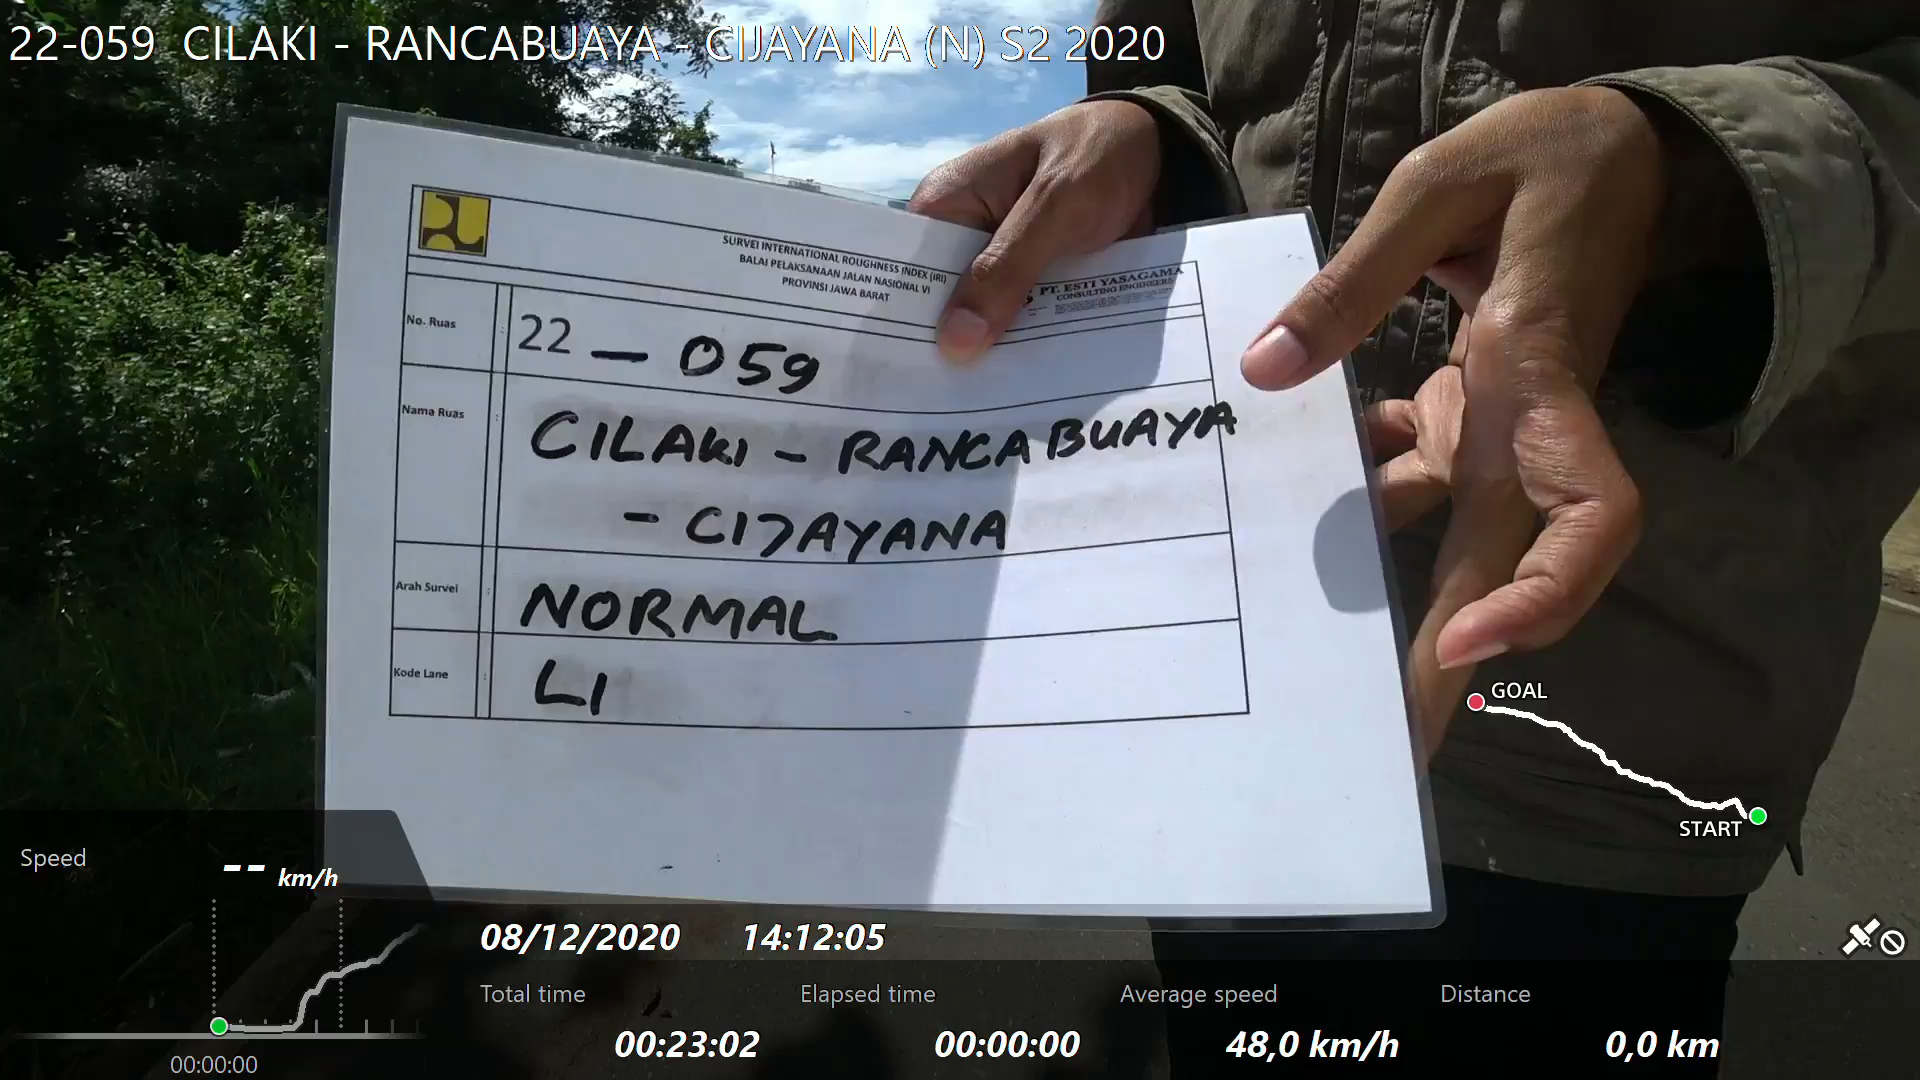 22-059 CILAKI - RANCABUAYA - CIJAYANA (N) S2 2020
SURVEI INTERNATIONAL ROUGHNESS INDEX (IRI)
BALAI PELAKSANAAN JALAN NASIONAL VI
PROVINSI JAWA BARAT
PT. ESTI YASAGAMA
CONSULTING ENGINEERS
No. Ruas : 22 - 059
Nama Ruas : CILAKI - RANCABUAYA
- CIJAYANA
Arah Survei : NORMAL
Kode Lane : L1
GOAL
START
Speed
-- km/h
00:00:00
08/12/2020 14:12:05
Total time Elapsed time Average speed Distance
00:23:02 00:00:00 48,0 km/h 0,0 km